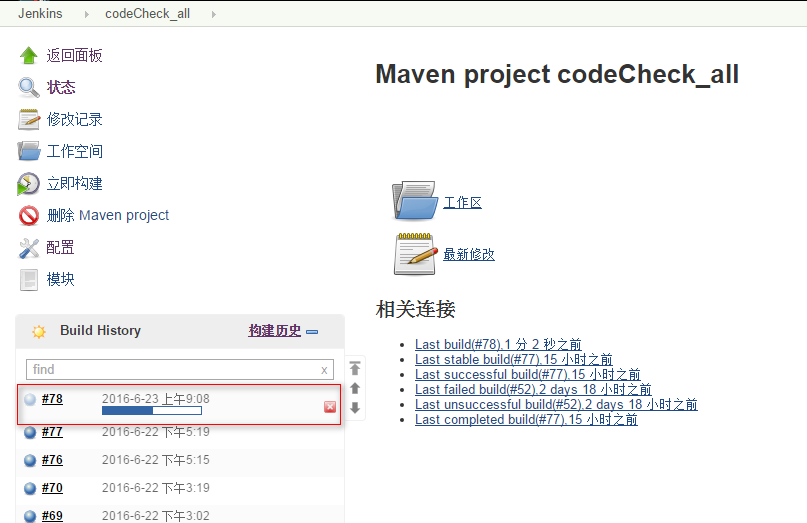 Jenkins codeCheck_all
返回面板
状态
修改记录
工作空间
立即构建
删除 Maven project
配置
模块
Build History 构建历史
find x
#78 2016-6-23 上午9:08
#77 2016-6-22 下午5:19
#76 2016-6-22 下午5:15
#70 2016-6-22 下午3:19
#69 2016-6-22 下午3:02
Maven project codeCheck_all
工作区
最新修改
相关连接
Last build(#78),1 分 2 秒之前
Last stable build(#77),15 小时之前
Last successful build(#77),15 小时之前
Last failed build(#52),2 days 18 小时之前
Last unsuccessful build(#52),2 days 18 小时之前
Last completed build(#77),15 小时之前